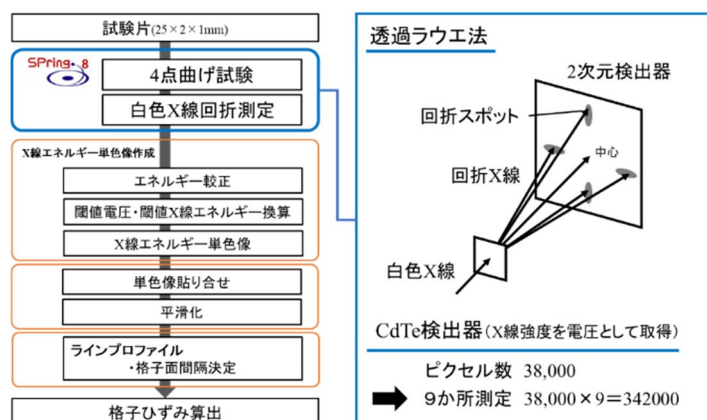 試験片(25×2×1mm)
SPring. 8
4点曲げ試験
白色X線回折測定
X線エネルギー単色像作成
エネルギー較正
閾値電圧・閾値X線エネルギー換算
X線エネルギー単色像
単色像貼り合せ
平滑化
ラインプロファイル
・格子面間隔決定
格子ひずみ算出
透過ラウエ法
2次元検出器
回折スポット
中心
回折X線
白色X線
CdTe検出器(X線強度を電圧として取得)
ピクセル数 38,000
9か所測定 38,000×9=342000